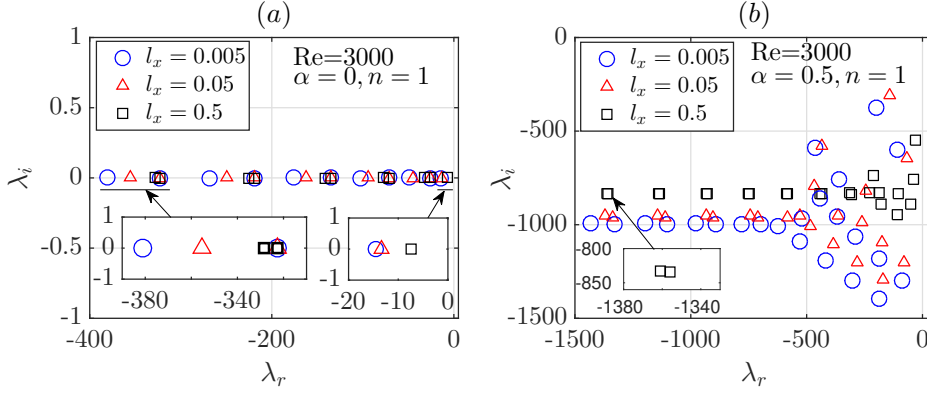 (a)
1
0.5
0
-0.5
-1
λ_i
l_x = 0.005
l_x = 0.05
l_x = 0.5
Re=3000
α = 0, n = 1
1
0
-1
-380
-340
1
0
-1
-20
-10
0
-400
-200
0
λ_r
(b)
0
-500
-1000
-1500
λ_i
l_x = 0.005
l_x = 0.05
l_x = 0.5
Re=3000
α = 0.5, n = 1
-800
-850
-1380
-1340
-1500
-1000
-500
0
λ_r